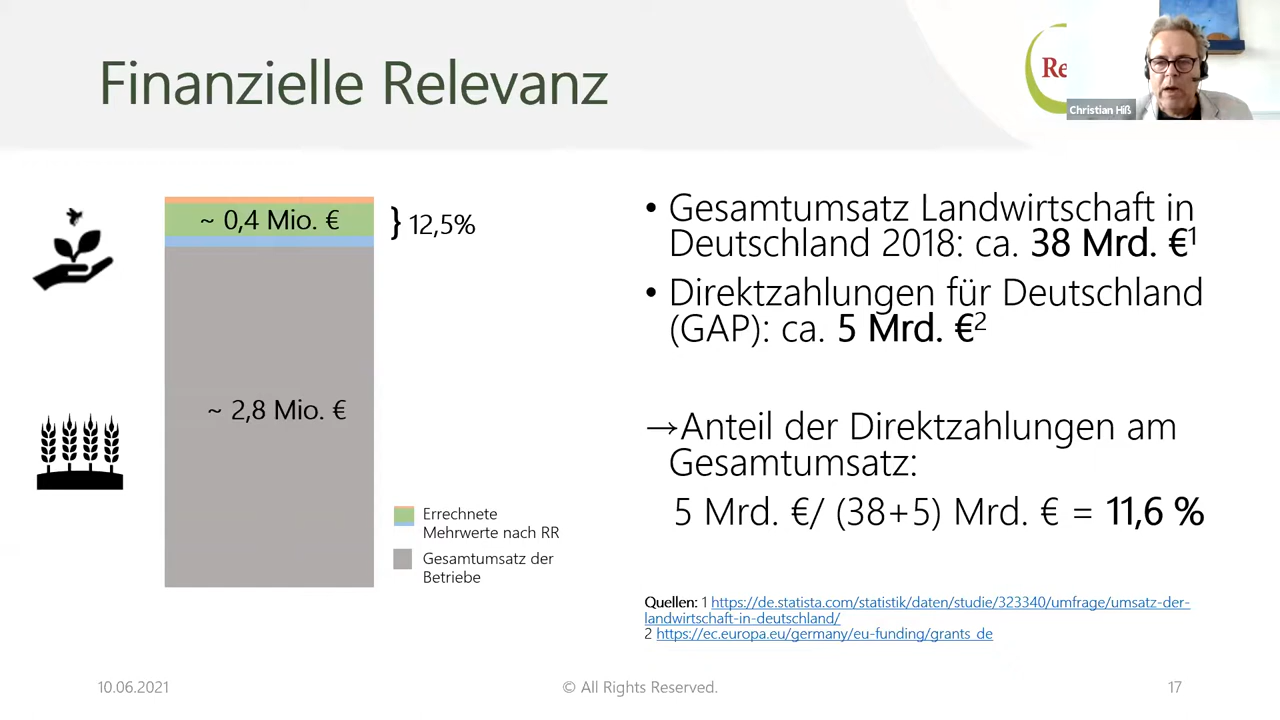 Finanzielle Relevanz
Re
Christian Hiß
~ 0,4 Mio. €
} 12,5%
~ 2,8 Mio. €
Errechnete
Mehrwerte nach RR
Gesamtumsatz der
Betriebe
• Gesamtumsatz Landwirtschaft in
Deutschland 2018: ca. 38 Mrd. €¹
• Direktzahlungen für Deutschland
(GAP): ca. 5 Mrd. €²
→Anteil der Direktzahlungen am
Gesamtumsatz:
5 Mrd. €/ (38+5) Mrd. € = 11,6 %
Quellen: 1 https://de.statista.com/statistik/daten/studie/323340/umfrage/umsatz-der-
landwirtschaft-in-deutschland/
2 https://ec.europa.eu/germany/eu-funding/grants_de
10.06.2021
© All Rights Reserved.
17